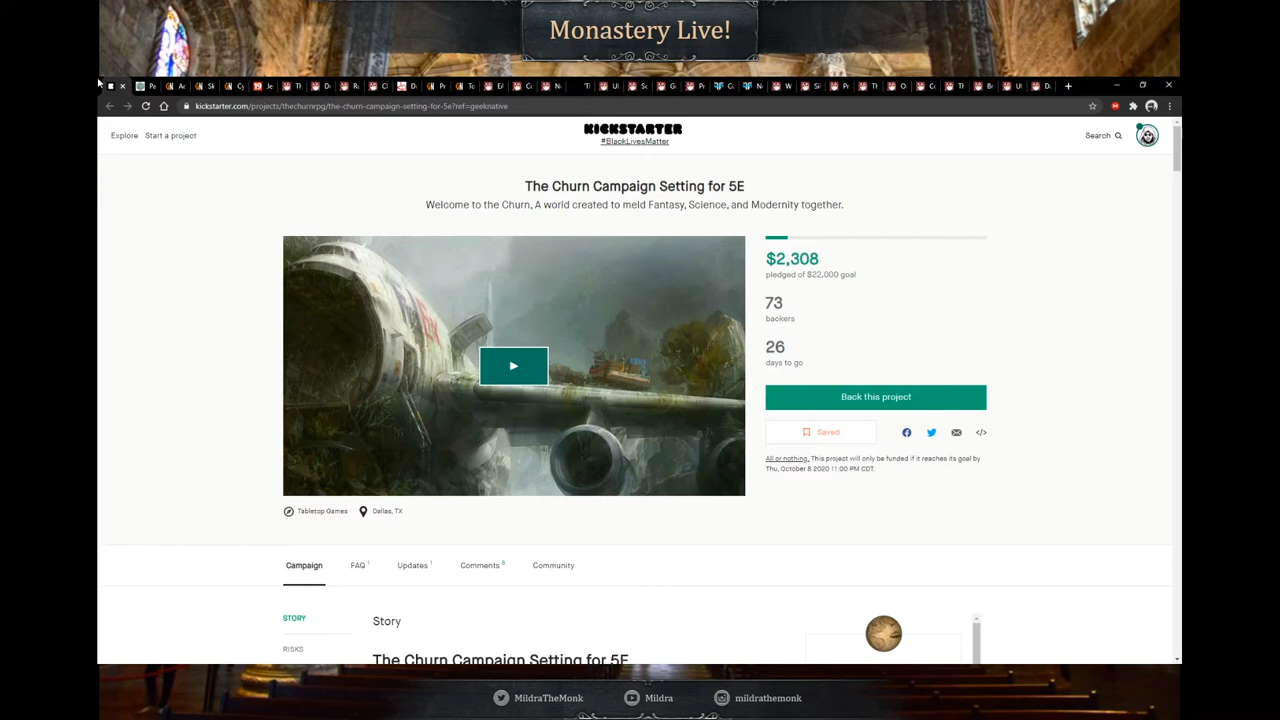 Monastery Live!
kickstarter.com/projects/thechurnrpg/the-churn-campaign-setting-for-5e?ref=geeknative
Explore Start a project
KICKSTARTER
#BlackLivesMatter
Search
The Churn Campaign Setting for 5E
Welcome to the Churn, A world created to meld Fantasy, Science, and Modernity together.
$2,308
pledged of $22,000 goal
73
backers
26
days to go
Back this project
Saved
All or nothing. This project will only be funded if it reaches its goal by
Thu, October 8 2020 11:00 PM CDT.
Tabletop Games Dallas, TX
Campaign FAQ 1 Updates 1 Comments 8 Community
STORY
Story
RISKS
The Churn Campaign Setting for 5E
MildraTheMonk Mildra mildrathemonk